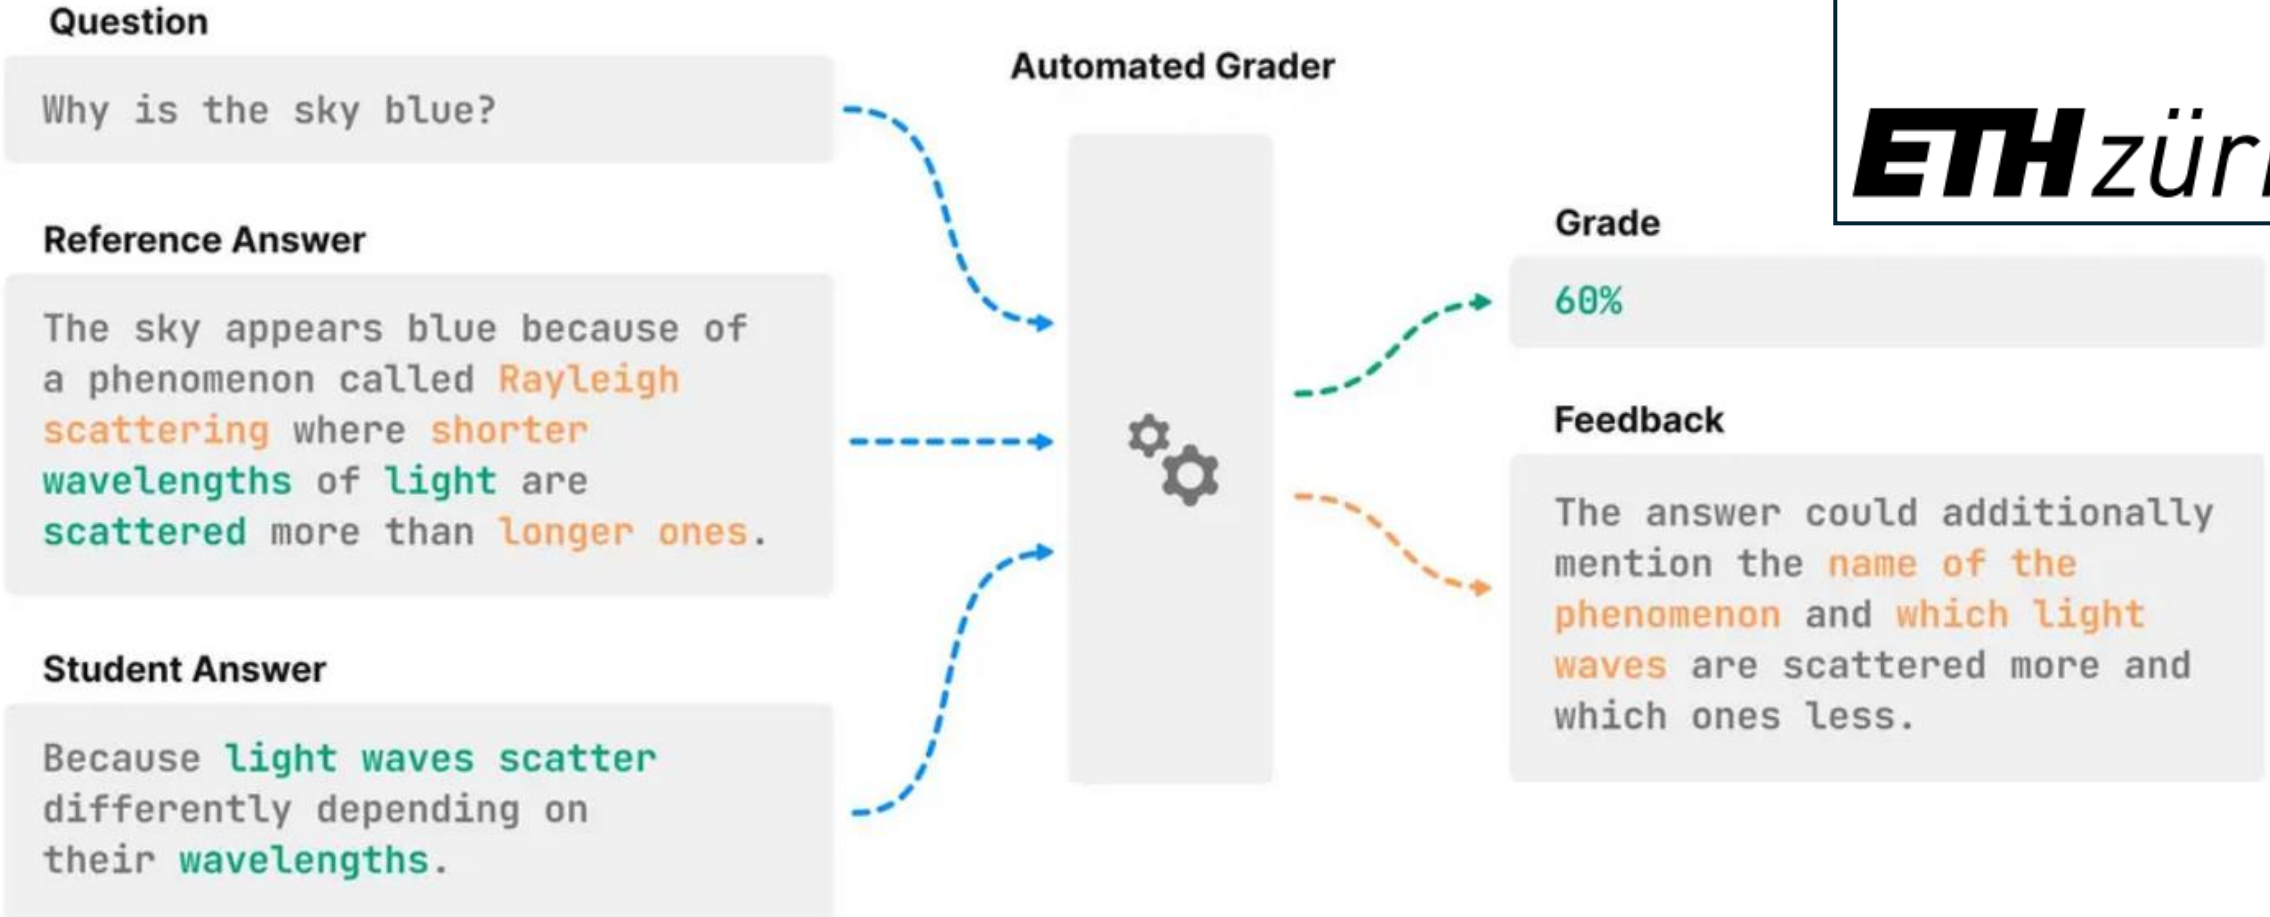 Question
Why is the sky blue?
Reference Answer
The sky appears blue because of
a phenomenon called Rayleigh
scattering where shorter
wavelengths of light are
scattered more than longer ones.
Student Answer
Because light waves scatter
differently depending on
their wavelengths.
Automated Grader
ETH
Grade
60%
Feedback
The answer could additionally
mention the name of the
phenomenon and which light
waves are scattered more and
which ones less.